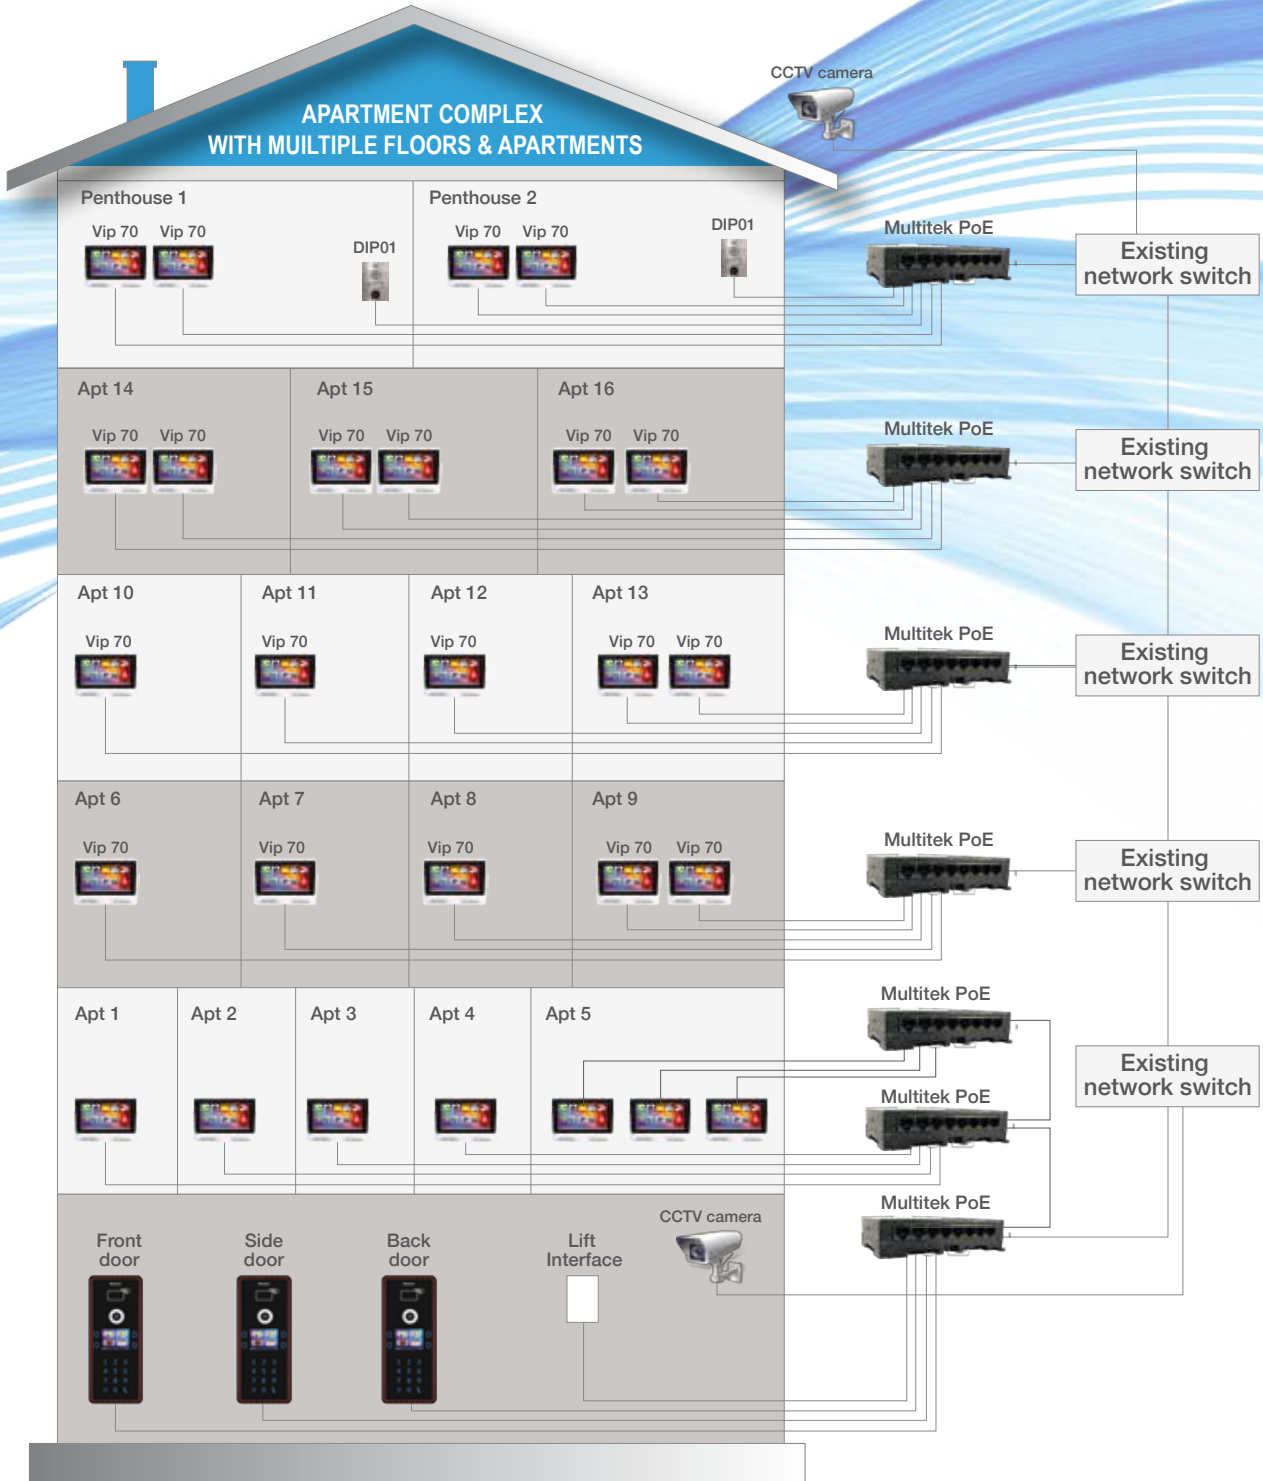 CCTV camera
APARTMENT COMPLEX
WITH MUILTIPLE FLOORS & APARTMENTS
Penthouse 1
Penthouse 2
Vip 70
Vip 70
DIP01
Vip 70
Vip 70
DIP01
Multitek PoE
Existing
network switch
Apt 14
Apt 15
Apt 16
Vip 70
Vip 70
Vip 70
Vip 70
Vip 70
Vip 70
Multitek PoE
Existing
network switch
Apt 10
Apt 11
Apt 12
Apt 13
Vip 70
Vip 70
Vip 70
Vip 70
Vip 70
Multitek PoE
Existing
network switch
Apt 6
Apt 7
Apt 8
Apt 9
Vip 70
Vip 70
Vip 70
Vip 70
Vip 70
Multitek PoE
Existing
network switch
Apt 1
Apt 2
Apt 3
Apt 4
Apt 5
Multitek PoE
Existing
network switch
Multitek PoE
Multitek PoE
Front
door
Side
door
Back
door
Lift
Interface
CCTV camera